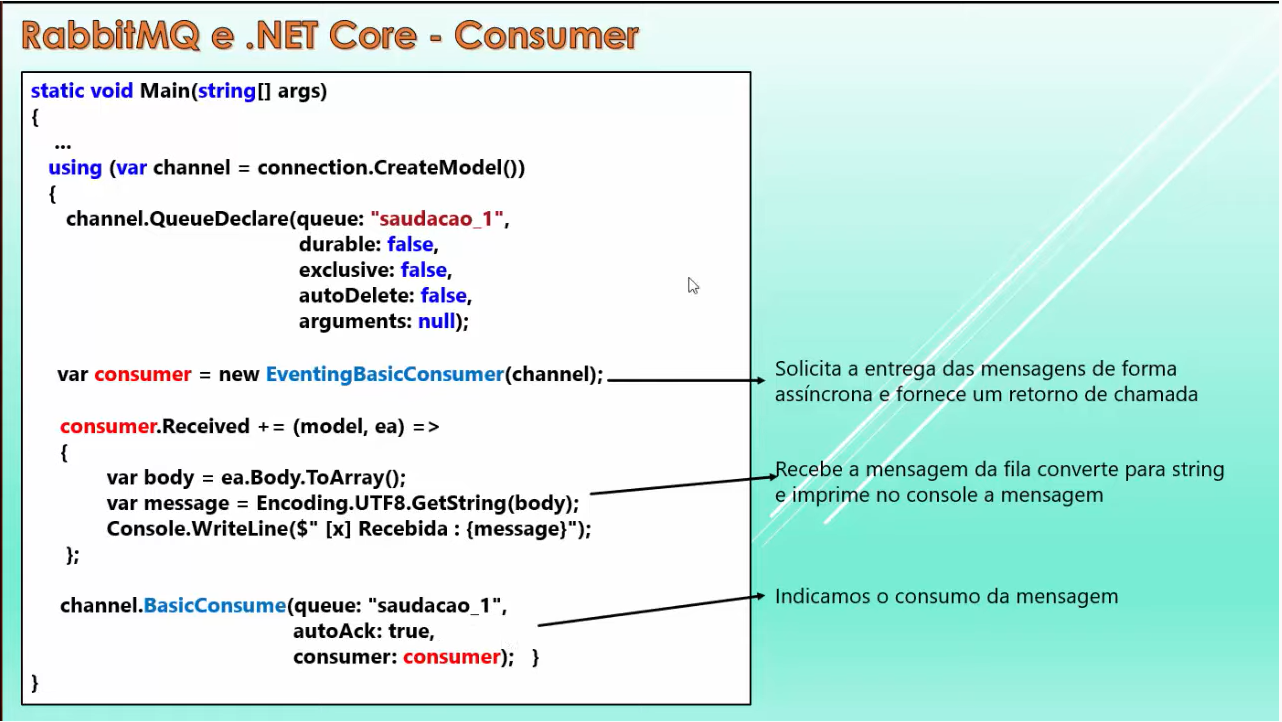 RabbitMQ e .NET Core - Consumer
static void Main(string[] args)
{
...
using (var channel = connection.CreateModel())
{
channel.QueueDeclare(queue: "saudacao_1",
durable: false,
exclusive: false,
autoDelete: false,
arguments: null);
var consumer = new EventingBasicConsumer(channel);
consumer.Received += (model, ea) =>
{
var body = ea.Body.ToArray();
var message = Encoding.UTF8.GetString(body);
Console.WriteLine($" [x] Recebida : {message}");
};
channel.BasicConsume(queue: "saudacao_1",
autoAck: true,
consumer: consumer); }
}
Solicita a entrega das mensagens de forma
assíncrona e fornece um retorno de chamada
Recebe a mensagem da fila converte para string
e imprime no console a mensagem
Indicamos o consumo da mensagem